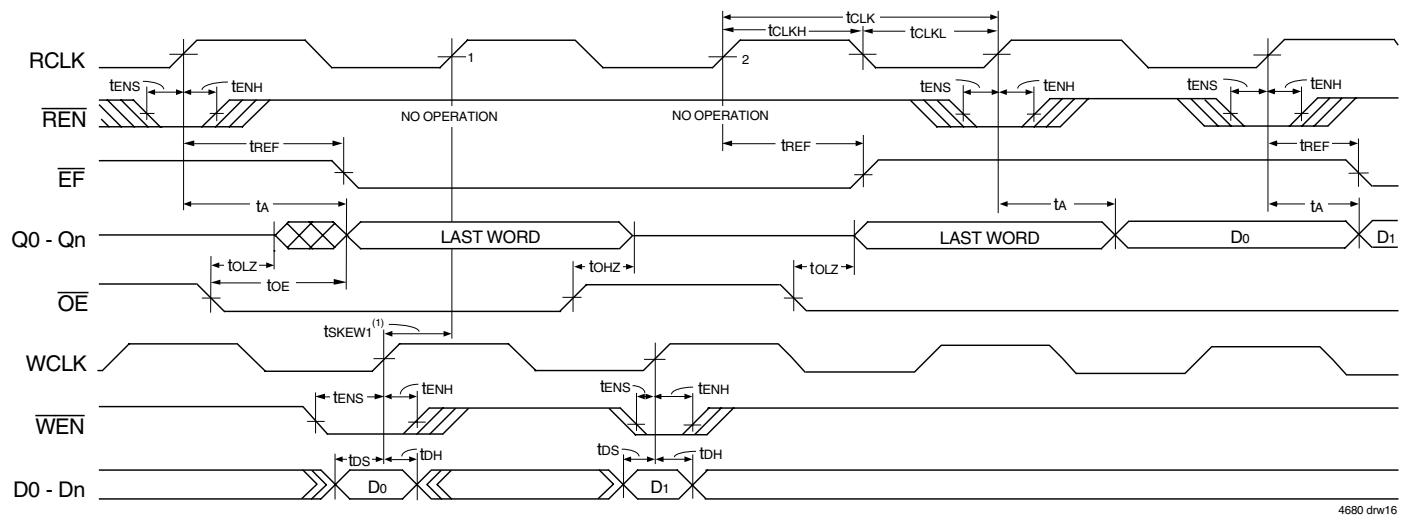 tCLK
tCLKH tCLKL
RCLK 1 2
tENS tENH tENS tENH tENS tENH
REN NO OPERATION NO OPERATION
tREF tREF tREF
EF
tA tA tA
Q0 - Qn LAST WORD LAST WORD D0 D1
tOLZ tOHZ tOLZ
tOE
OE
tSKEW1(1)
WCLK
tENS tENH tENS tENH
WEN
tDS tDH tDS tDH
D0 - Dn D0 D1
4680 drw16